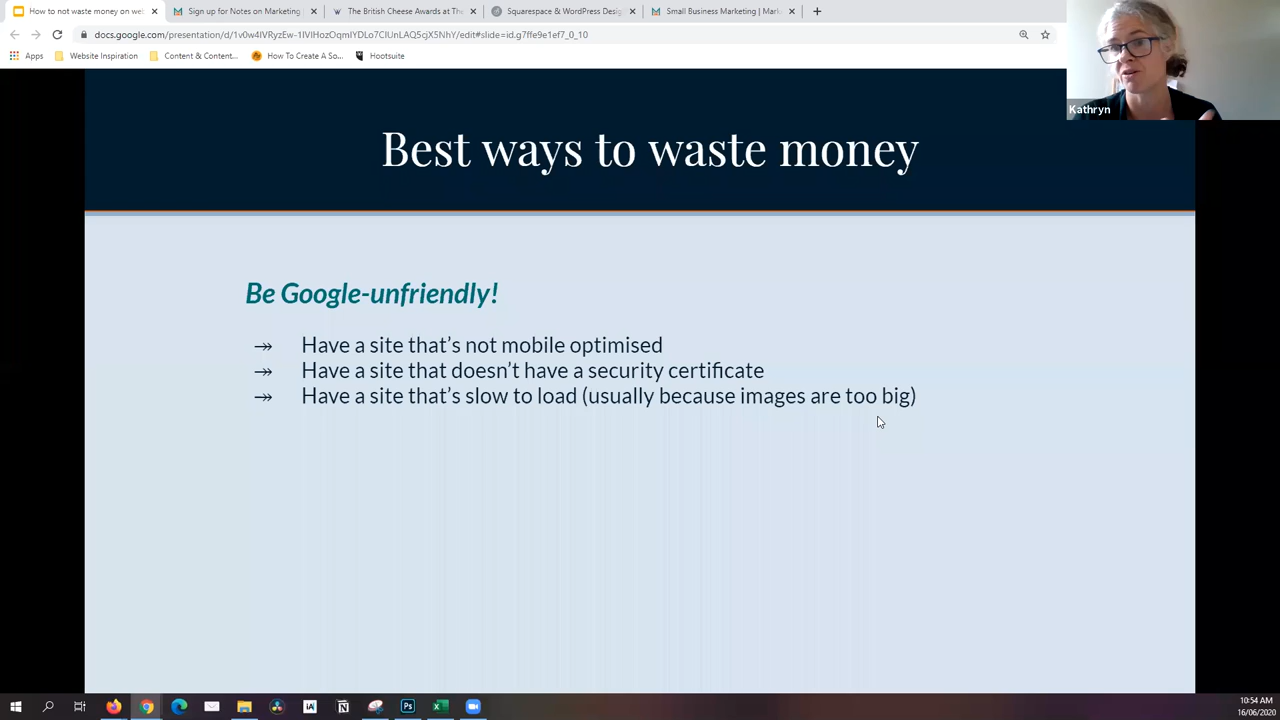 How to not waste money on web
Sign up for Notes on Marketing
The British Cheese Awards at The
Squarespace & WordPress Desig
Small Business Marketing | Marke
docs.google.com/presentation/d/1v0w4lVRyzEw-1IVIHozOqmIYDLo7ClUnLAQ5cjX5NhY/edit#slide=id.g7ffe9e1ef7_0_10
Apps
Website Inspiration
Content & Content...
How To Create A So...
Hootsuite
Kathryn
Best ways to waste money
Be Google-unfriendly!
→ Have a site that's not mobile optimised
→ Have a site that doesn't have a security certificate
→ Have a site that's slow to load (usually because images are too big)
10:54 AM
16/06/2020